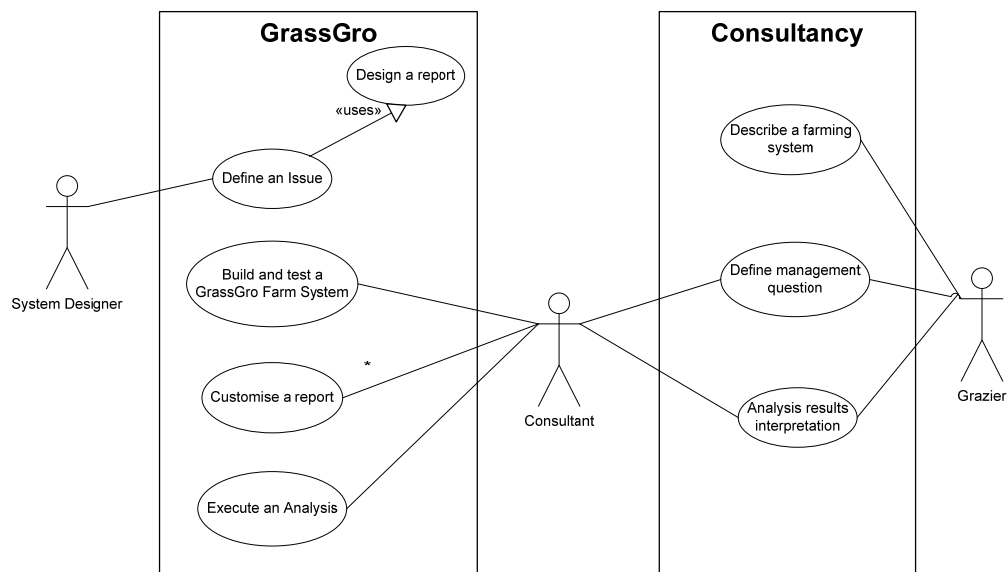 GrassGro
Design a report
«uses»
Define an Issue
System Designer
Build and test a
GrassGro Farm System
*
Customise a report
Execute an Analysis
Consultant
Consultancy
Describe a farming
system
Define management
question
Analysis results
interpretation
Grazier